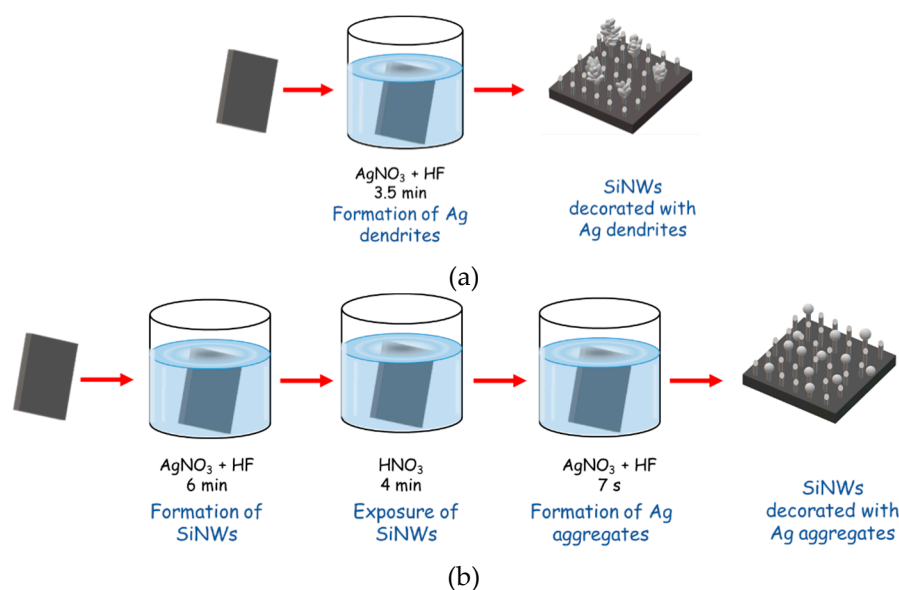 AgNO₃ + HF
3.5 min
Formation of Ag
dendrites
SiNWs
decorated with
Ag dendrites
(a)
AgNO₃ + HF
6 min
Formation of
SiNWs
HNO₃
4 min
Exposure of
SiNWs
AgNO₃ + HF
7 s
Formation of Ag
aggregates
SiNWs
decorated with
Ag aggregates
(b)